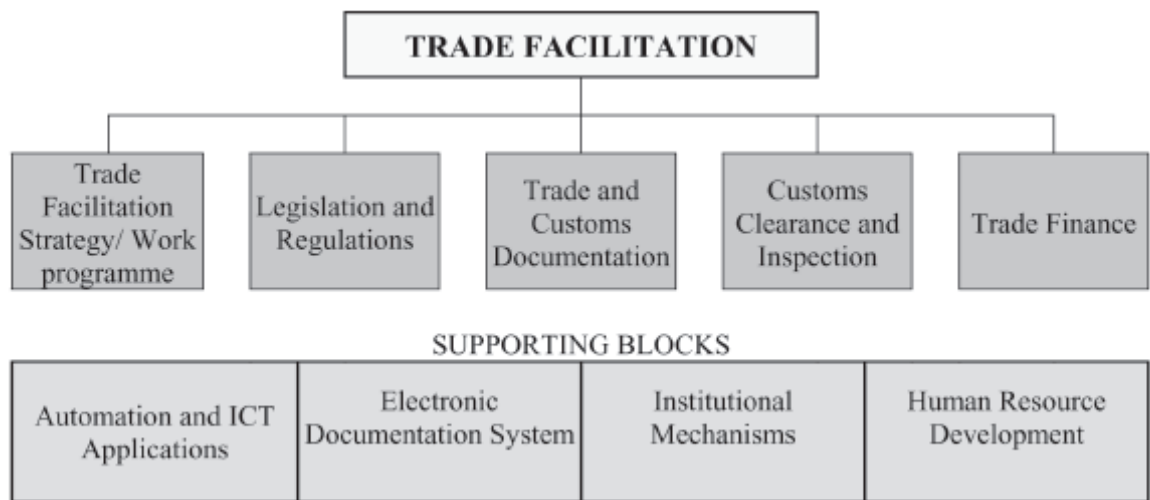 TRADE FACILITATION
Trade
Facilitation
Strategy/ Work
programme
Legislation and
Regulations
Trade and
Customs
Documentation
Customs
Clearance and
Inspection
Trade Finance
SUPPORTING BLOCKS
Automation and ICT
Applications
Electronic
Documentation System
Institutional
Mechanisms
Human Resource
Development